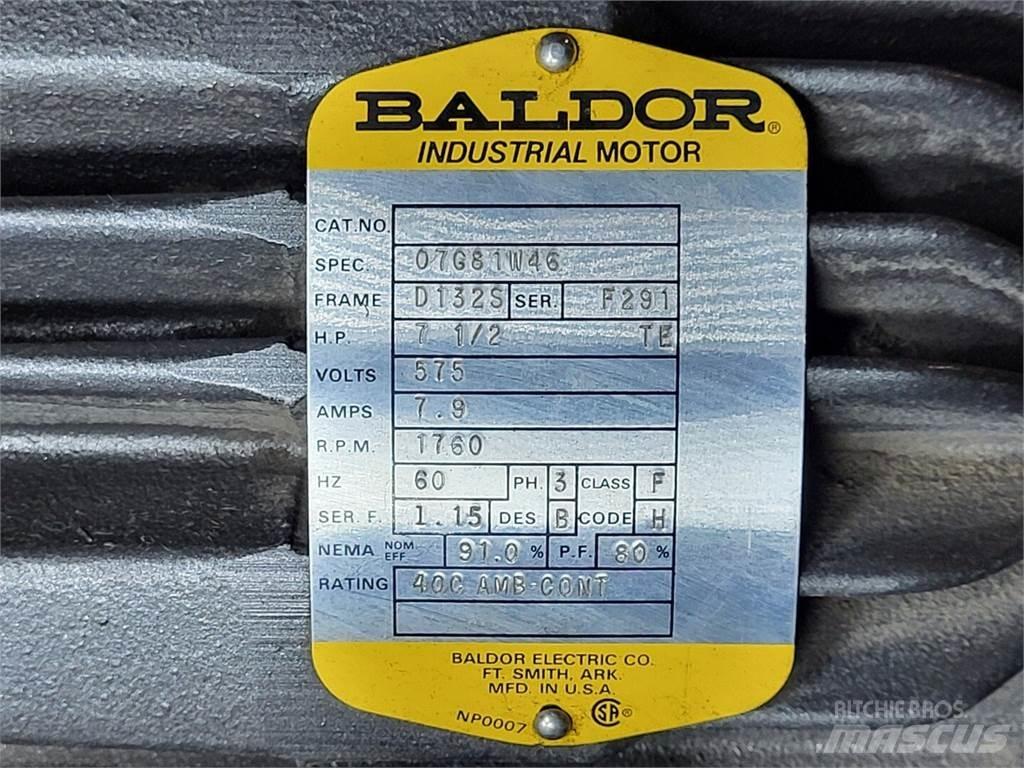 BALDOR®
INDUSTRIAL MOTOR
CAT.NO.
SPEC. 07G81W46
FRAME D132S SER. F291
H.P. 7 1/2 TE
VOLTS 575
AMPS 7.9
R.P.M. 1760
HZ 60 PH. 3 CLASS F
SER. F. 1.15 DES B CODE H
NEMA NOM EFF 91.0 % P.F. 80 %
RATING 40C AMB-CONT
BALDOR ELECTRIC CO.
FT. SMITH, ARK.
MFD. IN U.S.A.
NP0007 SA®
RITCHIE BROS.
MASCUS